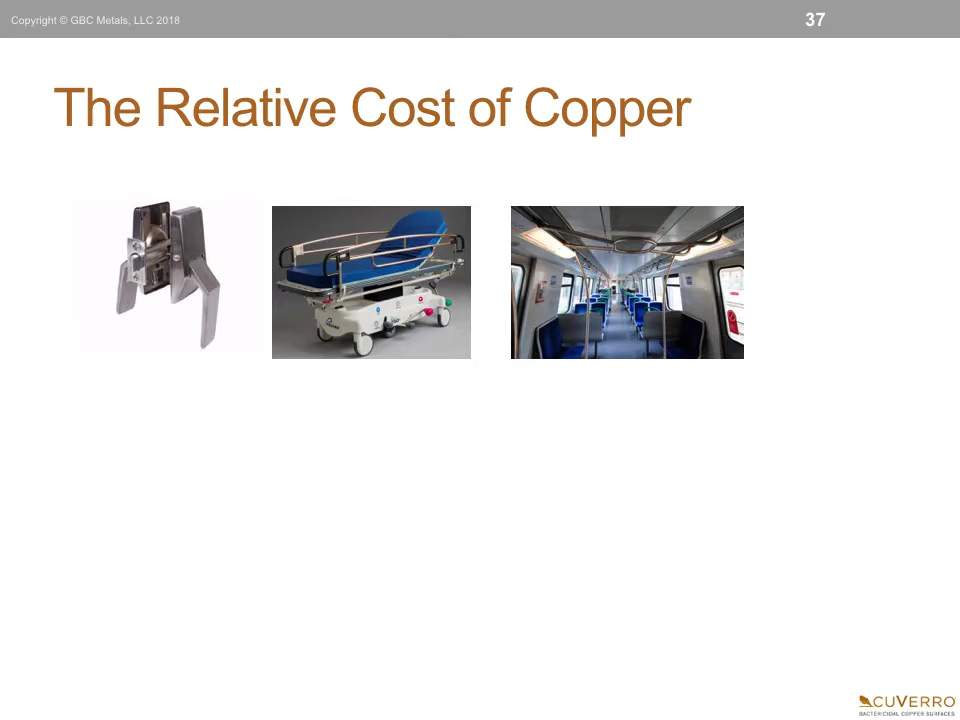 Copyright © GBC Metals, LLC 2018
37
The Relative Cost of Copper
CUVERRO
BACTERICIDAL COPPER SURFACES